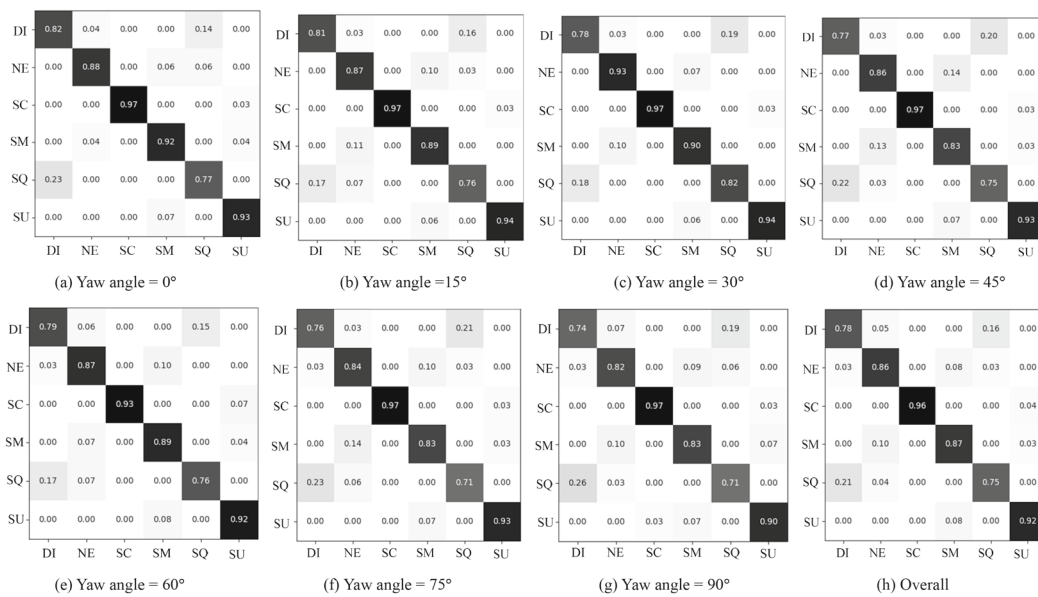 DI 0.82 0.04 0.00 0.00 0.14 0.00
NE 0.00 0.88 0.00 0.06 0.06 0.00
SC 0.00 0.00 0.97 0.00 0.00 0.03
SM 0.00 0.04 0.00 0.92 0.00 0.04
SQ 0.23 0.00 0.00 0.00 0.77 0.00
SU 0.00 0.00 0.00 0.07 0.00 0.93
DI NE SC SM SQ SU
(a) Yaw angle = 0°
DI 0.81 0.03 0.00 0.00 0.16 0.00
NE 0.00 0.87 0.00 0.10 0.03 0.00
SC 0.00 0.00 0.97 0.00 0.00 0.03
SM 0.00 0.11 0.00 0.89 0.00 0.00
SQ 0.17 0.07 0.00 0.00 0.76 0.00
SU 0.00 0.00 0.00 0.06 0.00 0.94
DI NE SC SM SQ SU
(b) Yaw angle =15°
DI 0.78 0.03 0.00 0.00 0.19 0.00
NE 0.00 0.93 0.00 0.07 0.00 0.00
SC 0.00 0.00 0.97 0.00 0.00 0.03
SM 0.00 0.10 0.00 0.90 0.00 0.00
SQ 0.18 0.00 0.00 0.00 0.82 0.00
SU 0.00 0.00 0.00 0.06 0.00 0.94
DI NE SC SM SQ SU
(c) Yaw angle = 30°
DI 0.77 0.03 0.00 0.00 0.20 0.00
NE 0.00 0.86 0.00 0.14 0.00 0.00
SC 0.00 0.00 0.97 0.00 0.00 0.03
SM 0.00 0.13 0.00 0.83 0.00 0.03
SQ 0.22 0.03 0.00 0.00 0.75 0.00
SU 0.00 0.00 0.00 0.07 0.00 0.93
DI NE SC SM SQ SU
(d) Yaw angle = 45°
DI 0.79 0.06 0.00 0.00 0.15 0.00
NE 0.03 0.87 0.00 0.10 0.00 0.00
SC 0.00 0.00 0.93 0.00 0.00 0.07
SM 0.00 0.07 0.00 0.89 0.00 0.04
SQ 0.17 0.07 0.00 0.00 0.76 0.00
SU 0.00 0.00 0.00 0.08 0.00 0.92
DI NE SC SM SQ SU
(e) Yaw angle = 60°
DI 0.76 0.03 0.00 0.00 0.21 0.00
NE 0.03 0.84 0.00 0.10 0.03 0.00
SC 0.00 0.00 0.97 0.00 0.00 0.03
SM 0.00 0.14 0.00 0.83 0.00 0.03
SQ 0.23 0.06 0.00 0.00 0.71 0.00
SU 0.00 0.00 0.00 0.07 0.00 0.93
DI NE SC SM SQ SU
(f) Yaw angle = 75°
DI 0.74 0.07 0.00 0.00 0.19 0.00
NE 0.03 0.82 0.00 0.09 0.06 0.00
SC 0.00 0.00 0.97 0.00 0.00 0.03
SM 0.00 0.10 0.00 0.83 0.00 0.07
SQ 0.26 0.03 0.00 0.00 0.71 0.00
SU 0.00 0.00 0.03 0.07 0.00 0.90
DI NE SC SM SQ SU
(g) Yaw angle = 90°
DI 0.78 0.05 0.00 0.00 0.16 0.00
NE 0.03 0.86 0.00 0.08 0.03 0.00
SC 0.00 0.00 0.96 0.00 0.00 0.04
SM 0.00 0.10 0.00 0.87 0.00 0.03
SQ 0.21 0.04 0.00 0.00 0.75 0.00
SU 0.00 0.00 0.00 0.08 0.00 0.92
DI NE SC SM SQ SU
(h) Overall